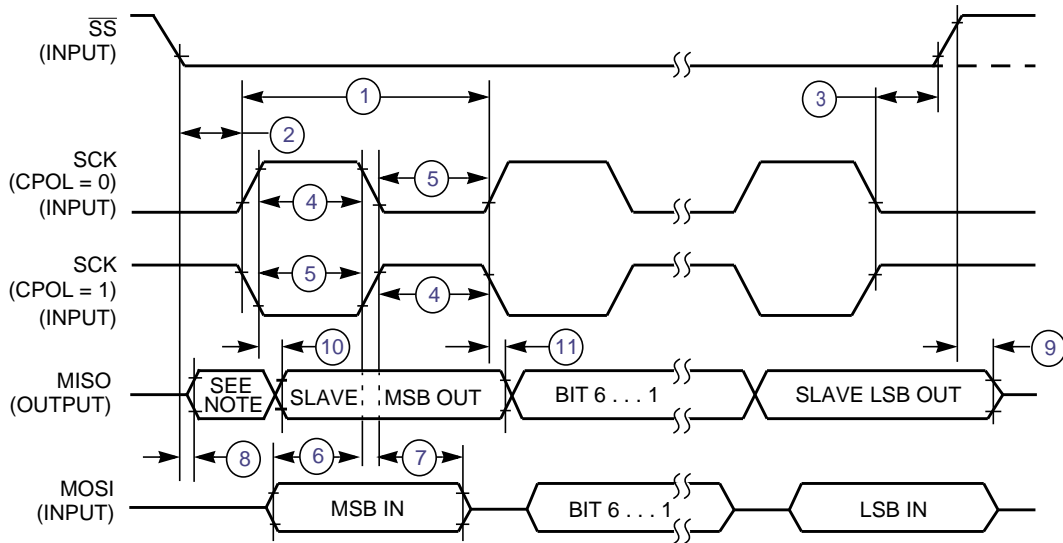 SS
(INPUT)
1
3
2
SCK
(CPOL = 0)
(INPUT)
5
4
SCK
(CPOL = 1)
(INPUT)
5
4
10
11
9
MISO
(OUTPUT)
SEE
NOTE
SLAVE
MSB OUT
BIT 6 . . . 1
SLAVE LSB OUT
8
6
7
MOSI
(INPUT)
MSB IN
BIT 6 . . . 1
LSB IN